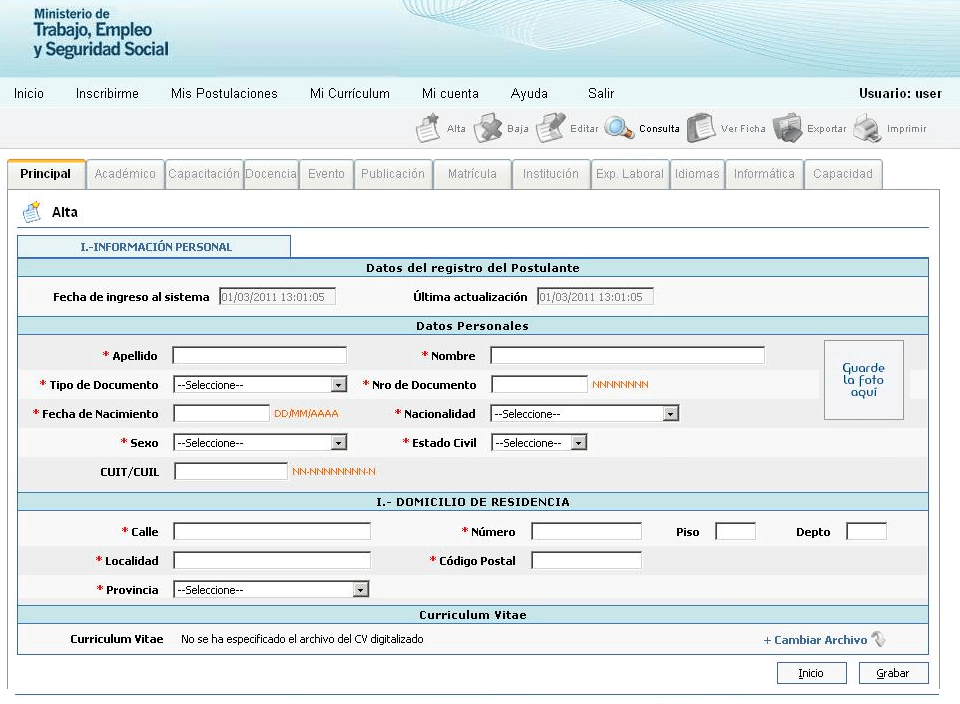 Ministerio de
Trabajo, Empleo
y Seguridad Social
Inicio Inscribirme Mis Postulaciones Mi Currículum Mi cuenta Ayuda Salir Usuario: user
Alta Baja Editar Consulta Ver Ficha Exportar Imprimir
Principal Académico Capacitación Docencia Evento Publicación Matrícula Institución Exp. Laboral Idiomas Informática Capacidad
Alta
I.-INFORMACIÓN PERSONAL
Datos del registro del Postulante
Fecha de ingreso al sistema 01/03/2011 13:01:05 Última actualización 01/03/2011 13:01:05
Datos Personales
* Apellido * Nombre
Guarde
la foto
aquí
* Tipo de Documento --Seleccione-- * Nro de Documento NNNNNNNN
* Fecha de Nacimiento DD/MM/AAAA * Nacionalidad --Seleccione--
* Sexo --Seleccione-- * Estado Civil --Seleccione--
CUIT/CUIL NN-NNNNNNNN-N
I.- DOMICILIO DE RESIDENCIA
* Calle * Número Piso Depto
* Localidad * Código Postal
* Provincia --Seleccione--
Curriculum Vitae
Curriculum Vitae No se ha especificado el archivo del CV digitalizado + Cambiar Archivo
Inicio Grabar